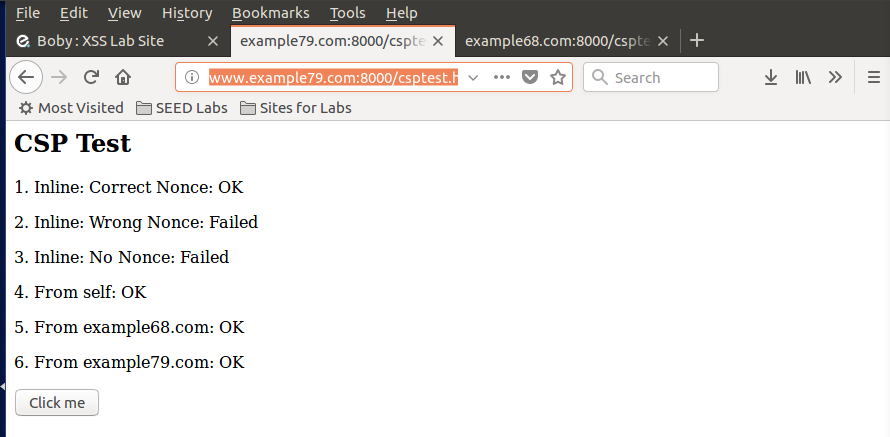 File Edit View History Bookmarks Tools Help
Boby : XSS Lab Site example79.com:8000/cspte example68.com:8000/cspte
www.example79.com:8000/csptest.h Search
Most Visited SEED Labs Sites for Labs
CSP Test
1. Inline: Correct Nonce: OK
2. Inline: Wrong Nonce: Failed
3. Inline: No Nonce: Failed
4. From self: OK
5. From example68.com: OK
6. From example79.com: OK
Click me